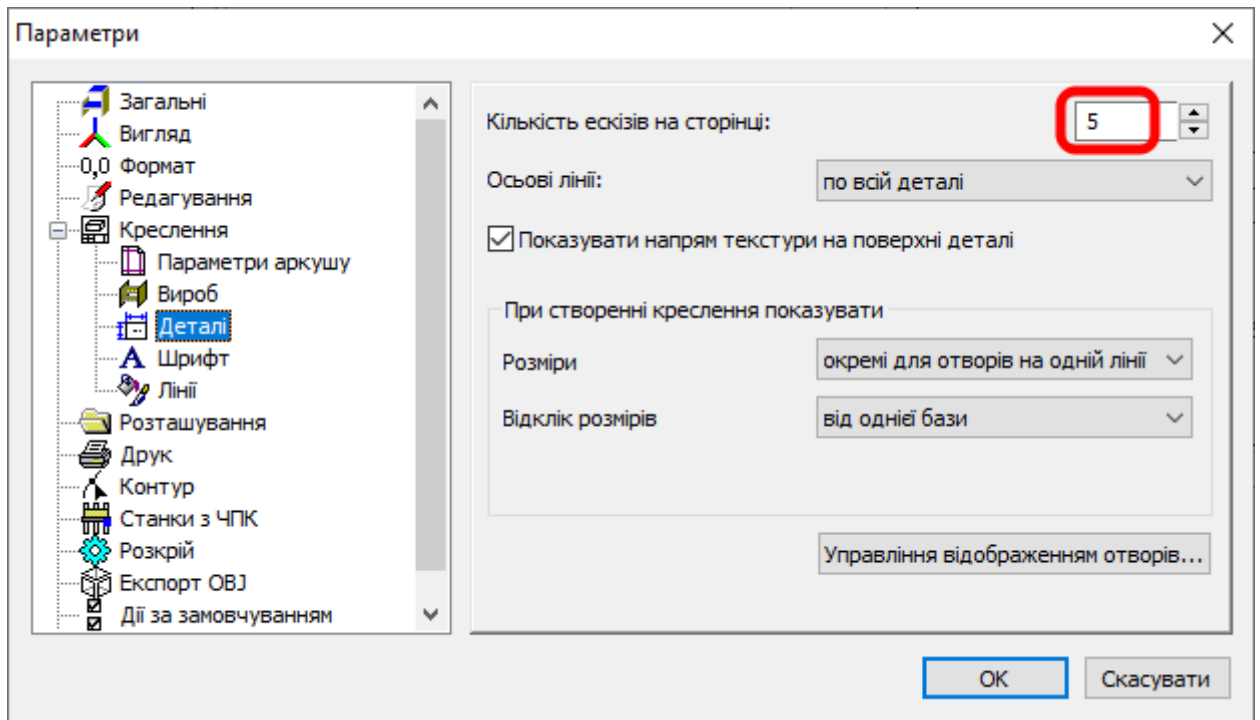 Параметри
Загальні
Вигляд
0,0 Формат
Редагування
Креслення
Параметри аркушу
Вироб
Деталі
A Шрифт
Лінії
Розташування
Друк
Контур
Станки з ЧПК
Розкрій
Експорт OBJ
Дії за замовчуванням
Кількість ескізів на сторінці: 5
Осьові лінії: по всій деталі
Показувати напрям текстури на поверхні деталі
При створенні креслення показувати
Розміри окремі для отворів на одній лінії
Відклік розмірів від однієї бази
Управління відображенням отворів...
OK Скасувати